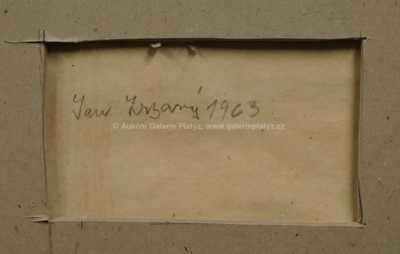 Jan Zrzavý 1963
© Aukční Galerie Platýz, www.galerieplatyz.cz